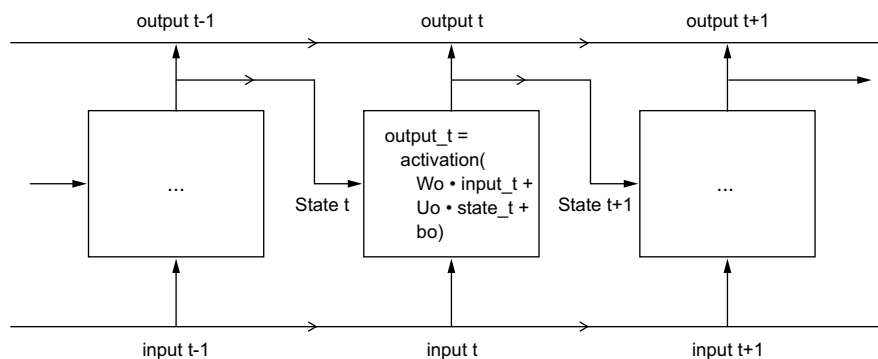 output t-1
output t
output t+1
...
output_t =
activation(
Wo • input_t +
Uo • state_t +
bo)
...
State t
State t+1
input t-1
input t
input t+1